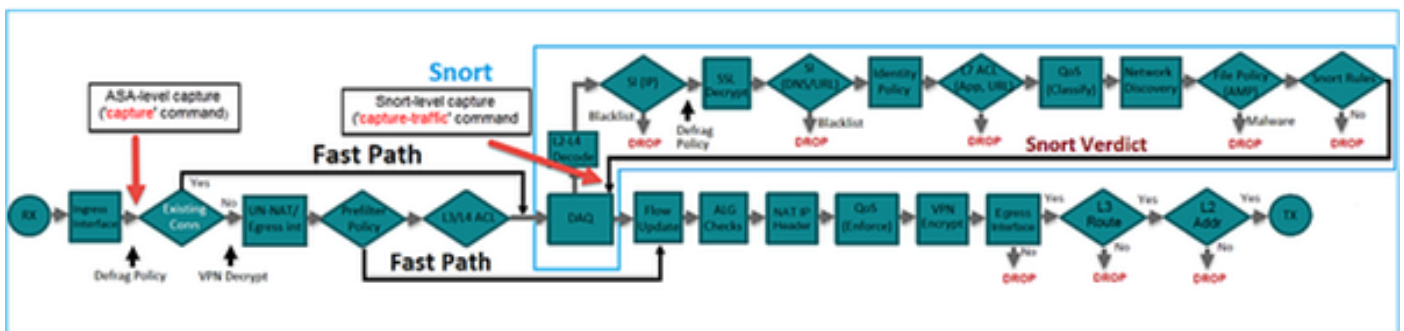 Snort
ASA-level capture
('capture' command)
Snort-level capture
('capture-traffic' command
SI (IP)
SSL
Decrypt
SI
(DNS/URL)
Identity
Policy
L7 ACL
(App, URL)
QoS
(Classify)
Network
Discovery
File Policy
(AMP)
Snort Rules
Blacklist
DROP
Defrag
Policy
Blacklist
DROP
DROP
Malware
DROP
No
DROP
Snort Verdict
L2-L4
Decode
Fast Path
Yes
RX
Ingress
Interface
Existing
Conn
No
UN-NAT/
Egress int
Prefilter
Policy
L3/L4 ACL
DAQ
Flow
Update
ALG
Checks
NAT IP
Header
QoS
(Enforce)
VPN
Encrypt
Egress
Interface
Yes
L3
Route
Yes
L2
Addr
Yes
TX
Defrag Policy
VPN Decrypt
Fast Path
No
DROP
No
DROP
No
DROP